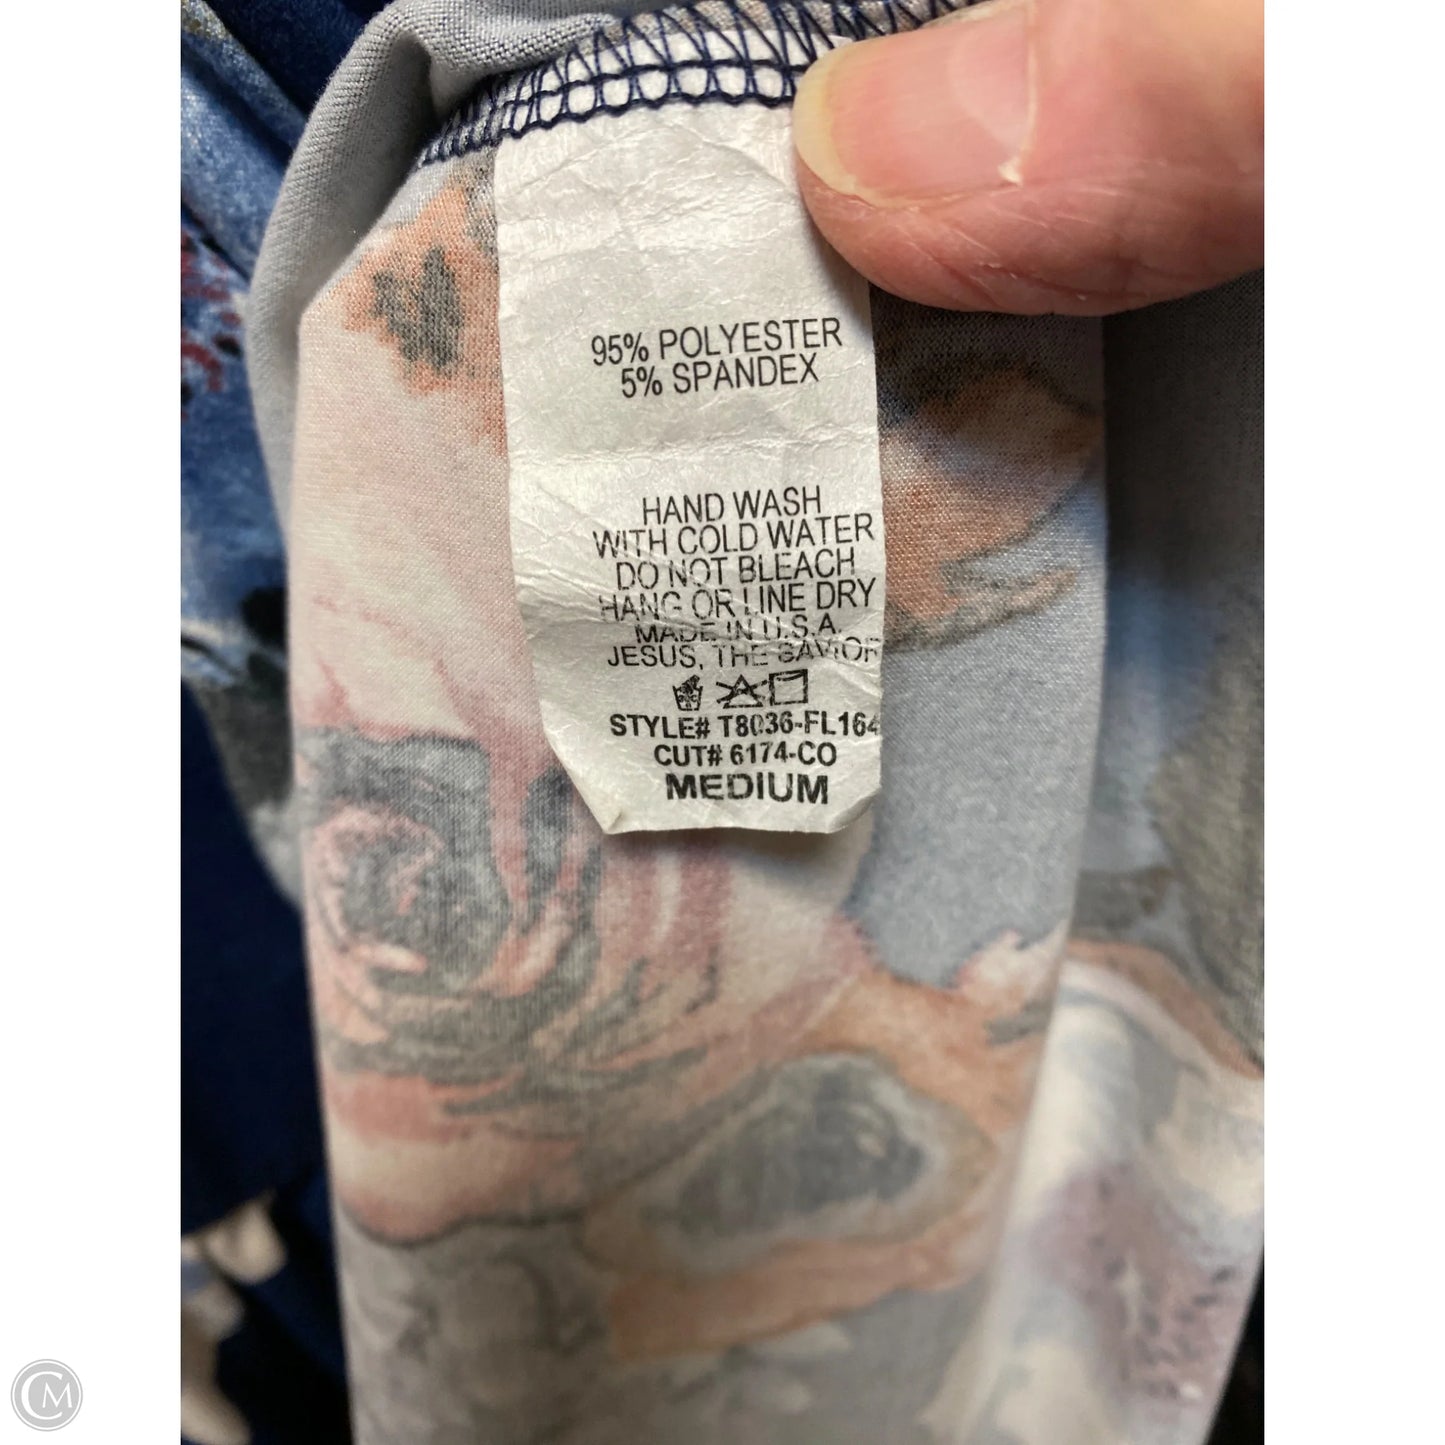 95% POLYESTER
5% SPANDEX
HAND WASH
WITH COLD WATER
DO NOT BLEACH
HANG OR LINE DRY
MADE IN U.S.A.
JESUS, THE SAVIOR
STYLE# T8036-FL164
CUT# 6174-CO
MEDIUM
CM